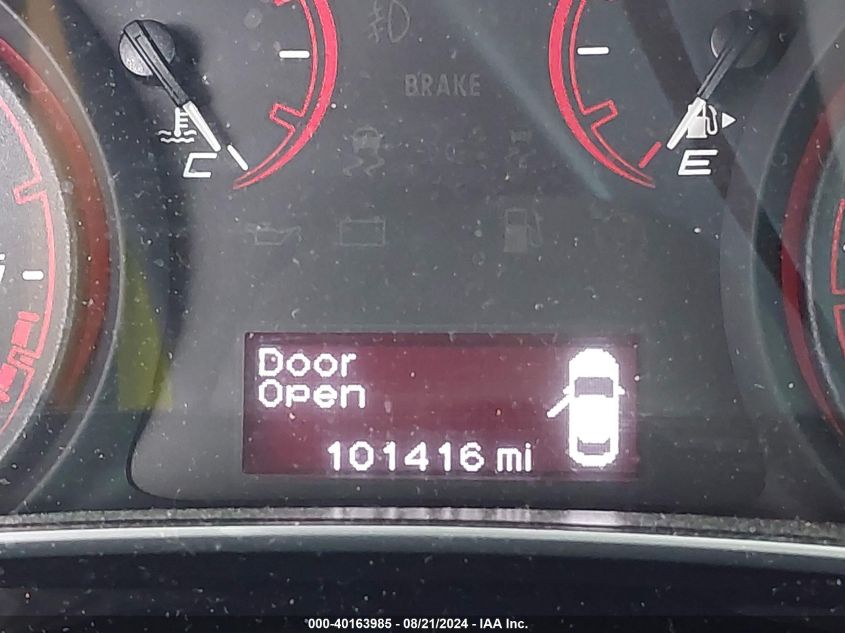 BRAKE
C
E
Door
Open
101416 mi
000-40163985 - 08/21/2024 - IAA Inc.